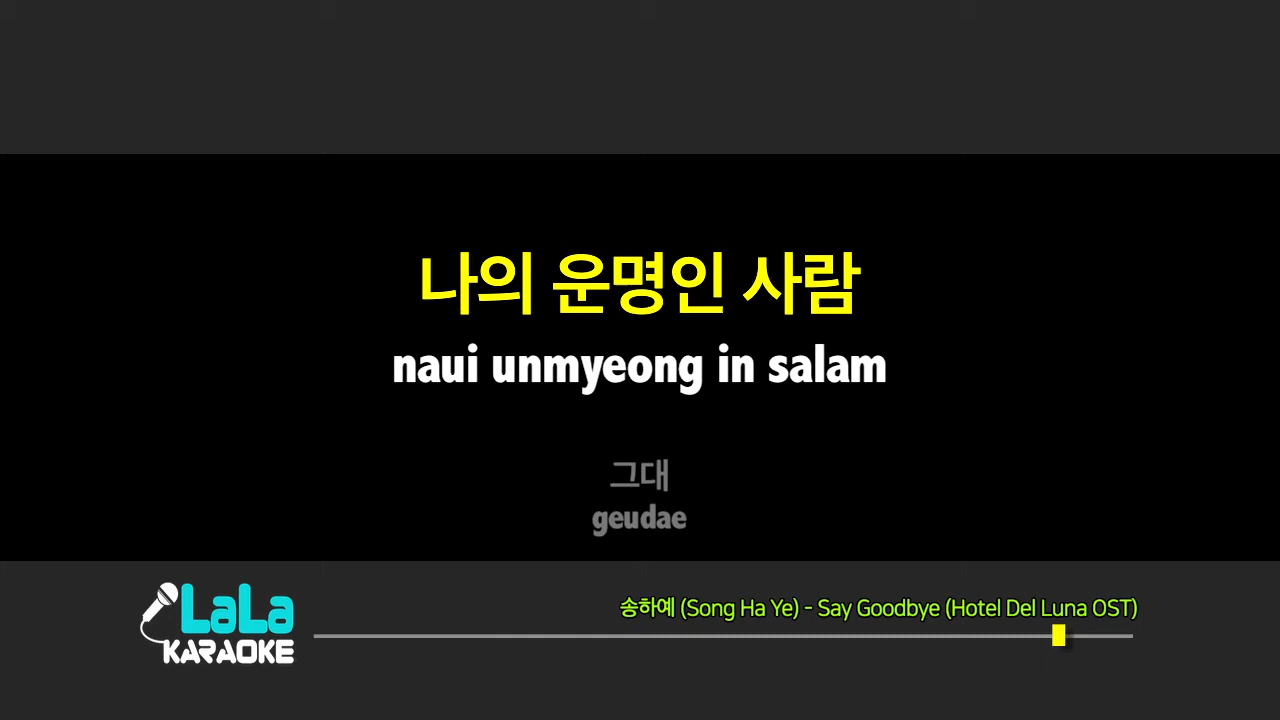 나의 운명인 사람
naui unmyeong in salam
그대
geudae
송하예 (Song Ha Ye) - Say Goodbye (Hotel Del Luna OST)
LaLa
KARAOKE